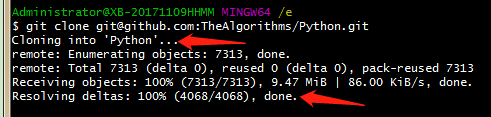 Administrator@XB-20171109HHMM MINGW64 /e
$ git clone git@github.com:TheAlgorithms/Python.git
Cloning into 'Python'...
remote: Enumerating objects: 7313, done.
remote: Total 7313 (delta 0), reused 0 (delta 0), pack-reused 7313
Receiving objects: 100% (7313/7313), 9.47 MiB | 86.00 KiB/s, done.
Resolving deltas: 100% (4068/4068), done.